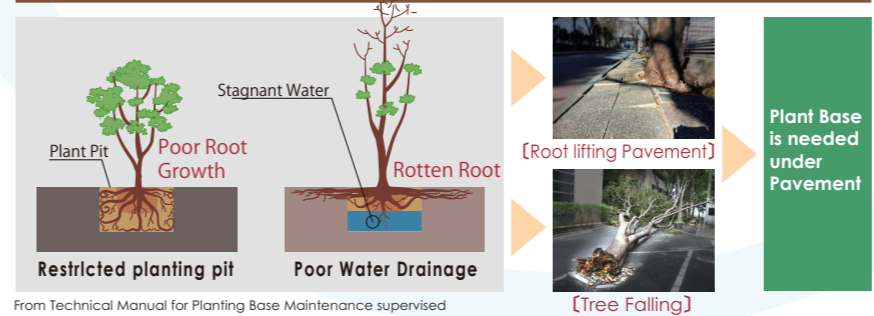 Stagnant Water
Plant Pit
Poor Root
Growth
Rotten Root
Restrlcted planting pit
Poor Water Drainage
From Technical Manual for Planting Base Maintenance supervised
〔Root lifting Pavement〕
〔Tree Falling〕
Plant Base
is needed
under
Pavement